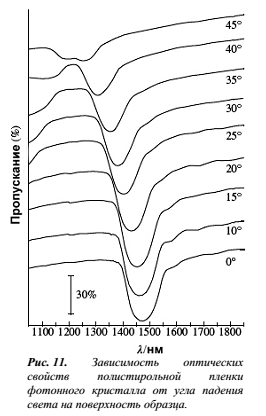 45°
40°
35°
30°
25°
20°
15°
10°
0°
Пропускание (%)
30%
1100 1200 1300 1400 1500 1600 1700 1800
λ/нм
Рис. 11. Зависимость оптических
свойств полистирольной пленки
фотонного кристалла от угла падения
света на поверхность образца.